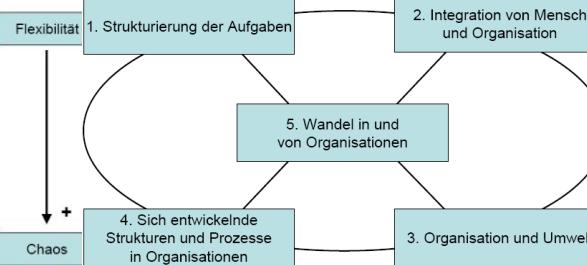 Flexibilität
1. Strukturierung der Aufgaben
2. Integration von Mensch
und Organisation
5. Wandel in und
von Organisationen
+
4. Sich entwickelnde
Strukturen und Prozesse
in Organisationen
3. Organisation und Umwel
Chaos